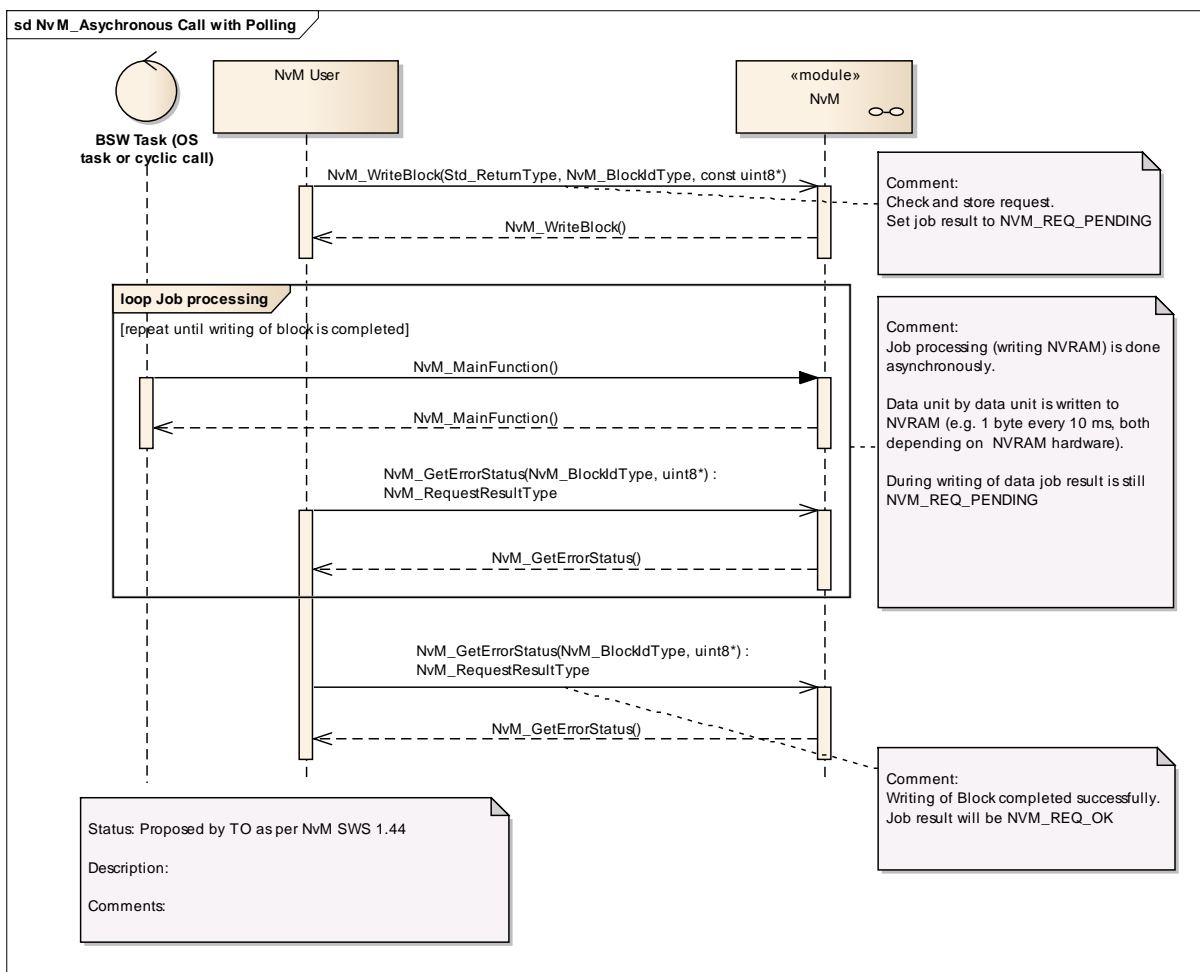 sd NvM_Asychronous Call with Polling
NvM User
«module»
NvM
BSW Task (OS
task or cyclic call)
NvM_WriteBlock(Std_ReturnType, NvM_BlockIdType, const uint8*)
Comment:
Check and store request.
Set job result to NVM_REQ_PENDING
NvM_WriteBlock()
loop Job processing
[repeat until writing of block is completed]
Comment:
Job processing (writing NVRAM) is done
asynchronously.
Data unit by data unit is written to
NVRAM (e.g. 1 byte every 10 ms, both
depending on NVRAM hardware).
During writing of data job result is still
NVM_REQ_PENDING
NvM_MainFunction()
NvM_MainFunction()
NvM_GetErrorStatus(NvM_BlockIdType, uint8*) :
NvM_RequestResultType
NvM_GetErrorStatus()
NvM_GetErrorStatus(NvM_BlockIdType, uint8*) :
NvM_RequestResultType
NvM_GetErrorStatus()
Comment:
Writing of Block completed successfully.
Job result will be NVM_REQ_OK
Status: Proposed by TO as per NvM SWS 1.44
Description:
Comments: